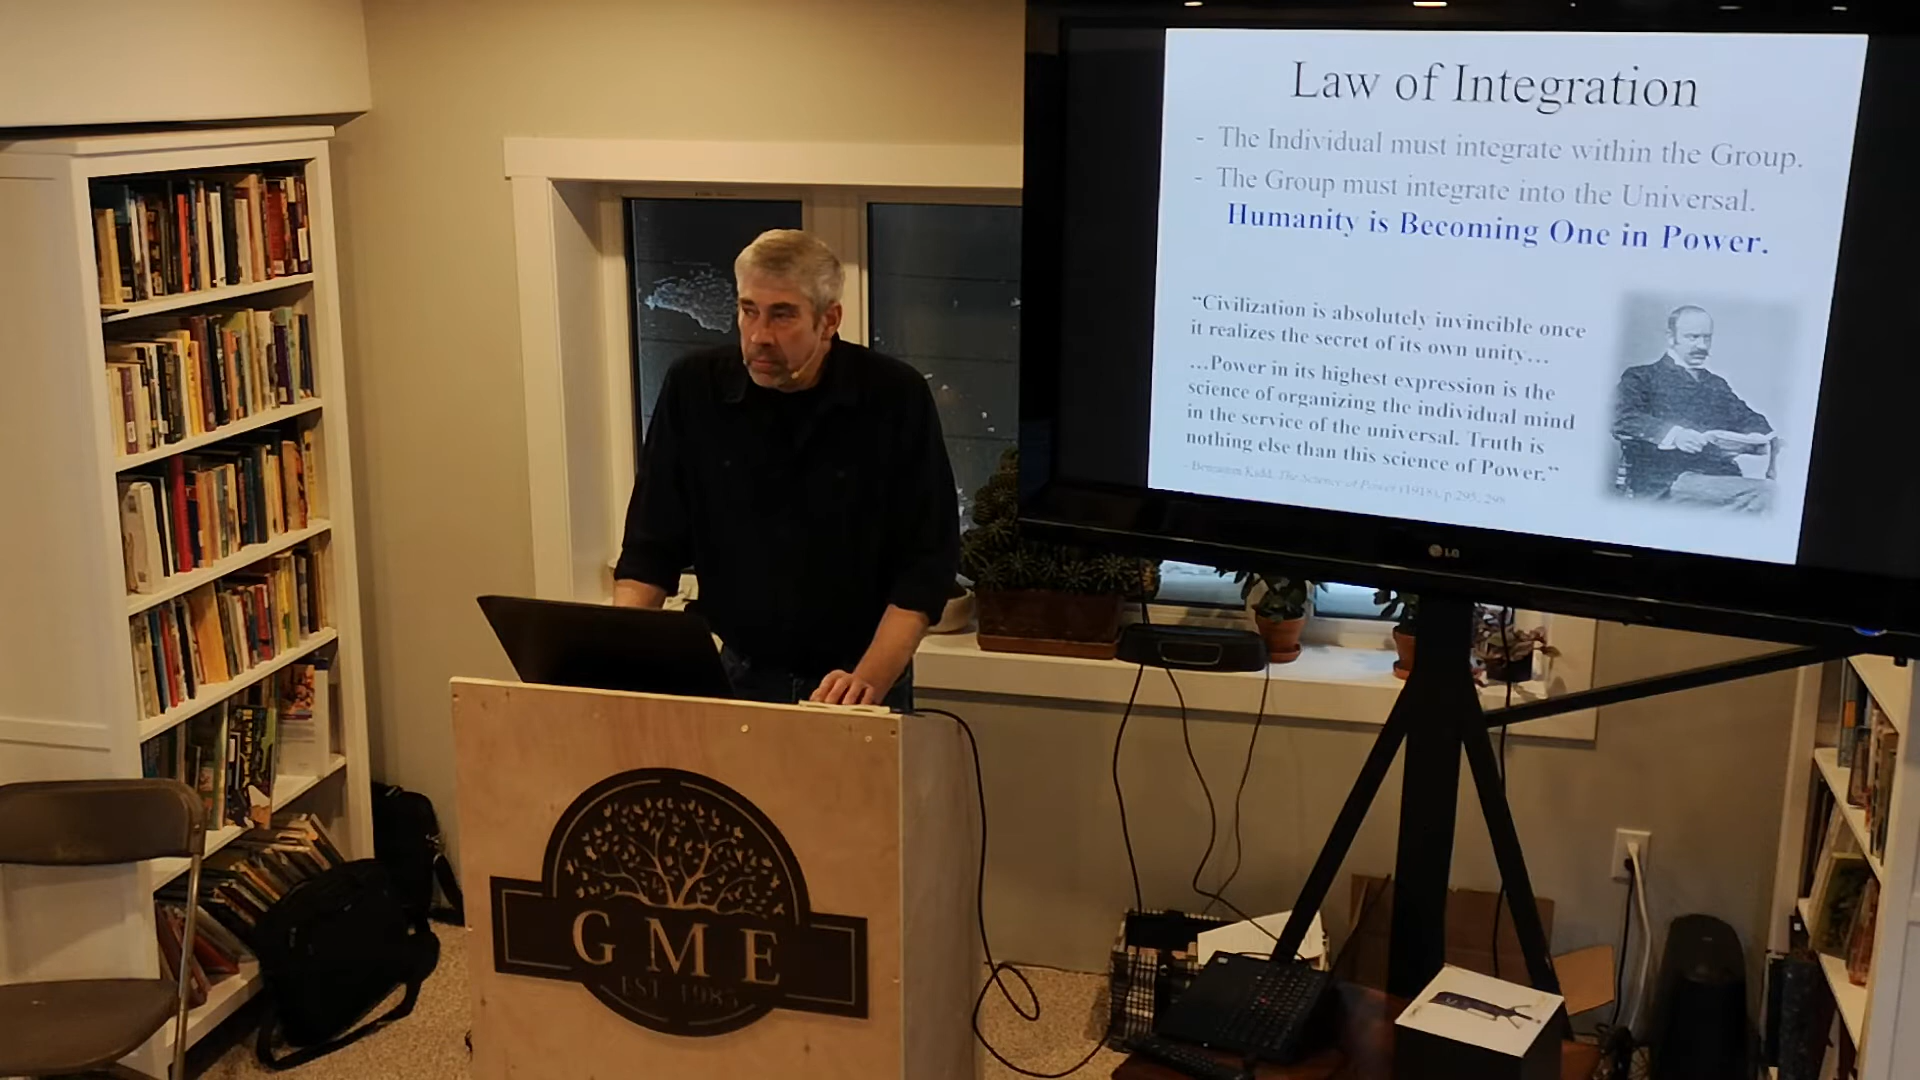 Law of Integration
- The Individual must integrate within the Group.
- The Group must integrate into the Universal.
Humanity is Becoming One in Power.
“Civilization is absolutely invincible once
it realizes the secret of its own unity…
…Power in its highest expression is the
science of organizing the individual mind
in the service of the universal. Truth is
nothing else than this science of Power.”
- Benjamin Kidd, The Science of Power (1918), p.295, 298
LG
GME
EST 1985